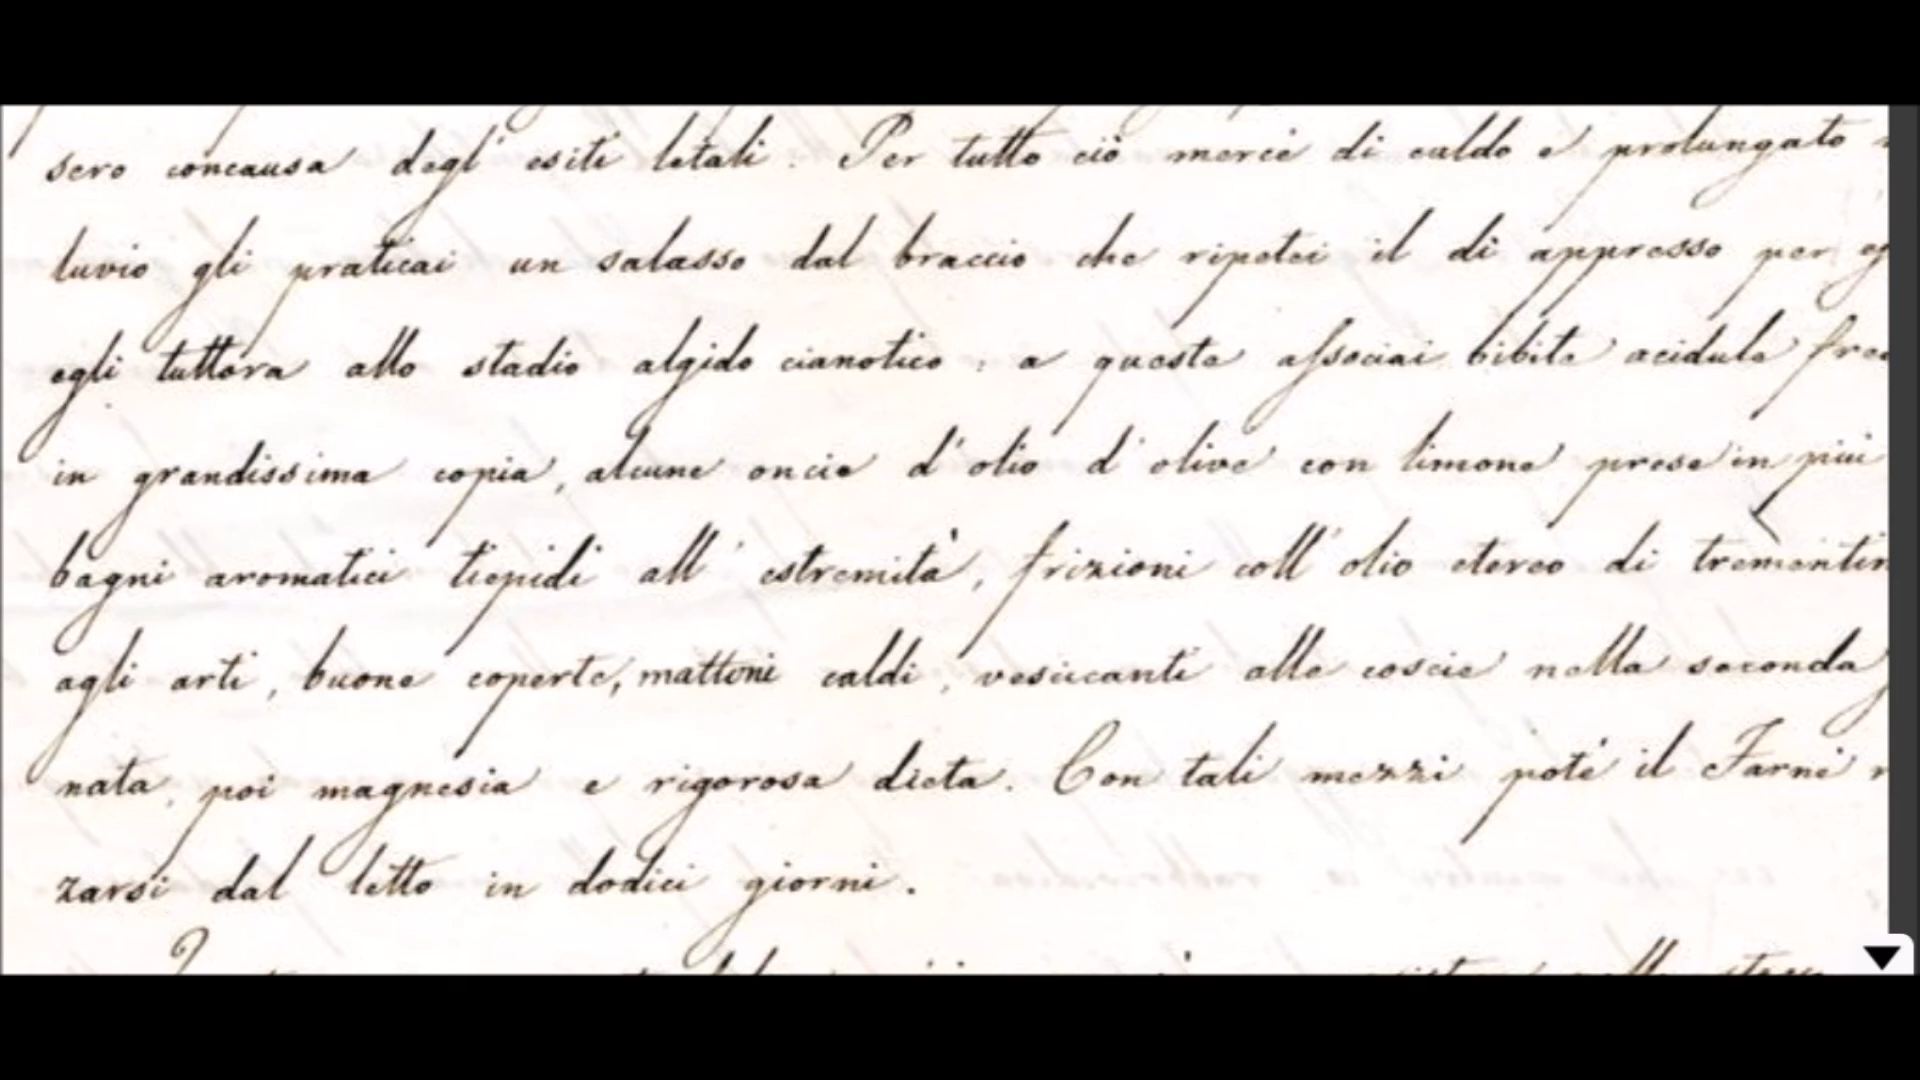 sero concausa degl' esiti letali. Per tutto ciò mercè di caldo e prolungato
luvio gli praticai un salasso dal braccio che ripetei il dì appresso per
egli tuttora allo stadio algido cianotico: a queste associai bibite acidule
in grandissima copia, alcune oncie d'olio d'olive con limone prese in più
bagni aromatici tiepidi all'estremità, frizioni coll'olio etereo di trementin
agli arti, buone coperte, mattoni caldi, vesicanti alle coscie nella seconda
nata, poi magnesia e rigorosa dieta. Con tali mezzi poté il Farnè
zarsi dal letto in dodici giorni.